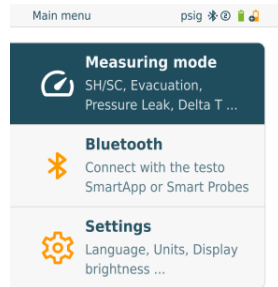 Main menu psig ②
Measuring mode
SH/SC, Evacuation,
Pressure Leak, Delta T ...
Bluetooth
Connect with the testo
SmartApp or Smart Probes
Settings
Language, Units, Display
brightness ...